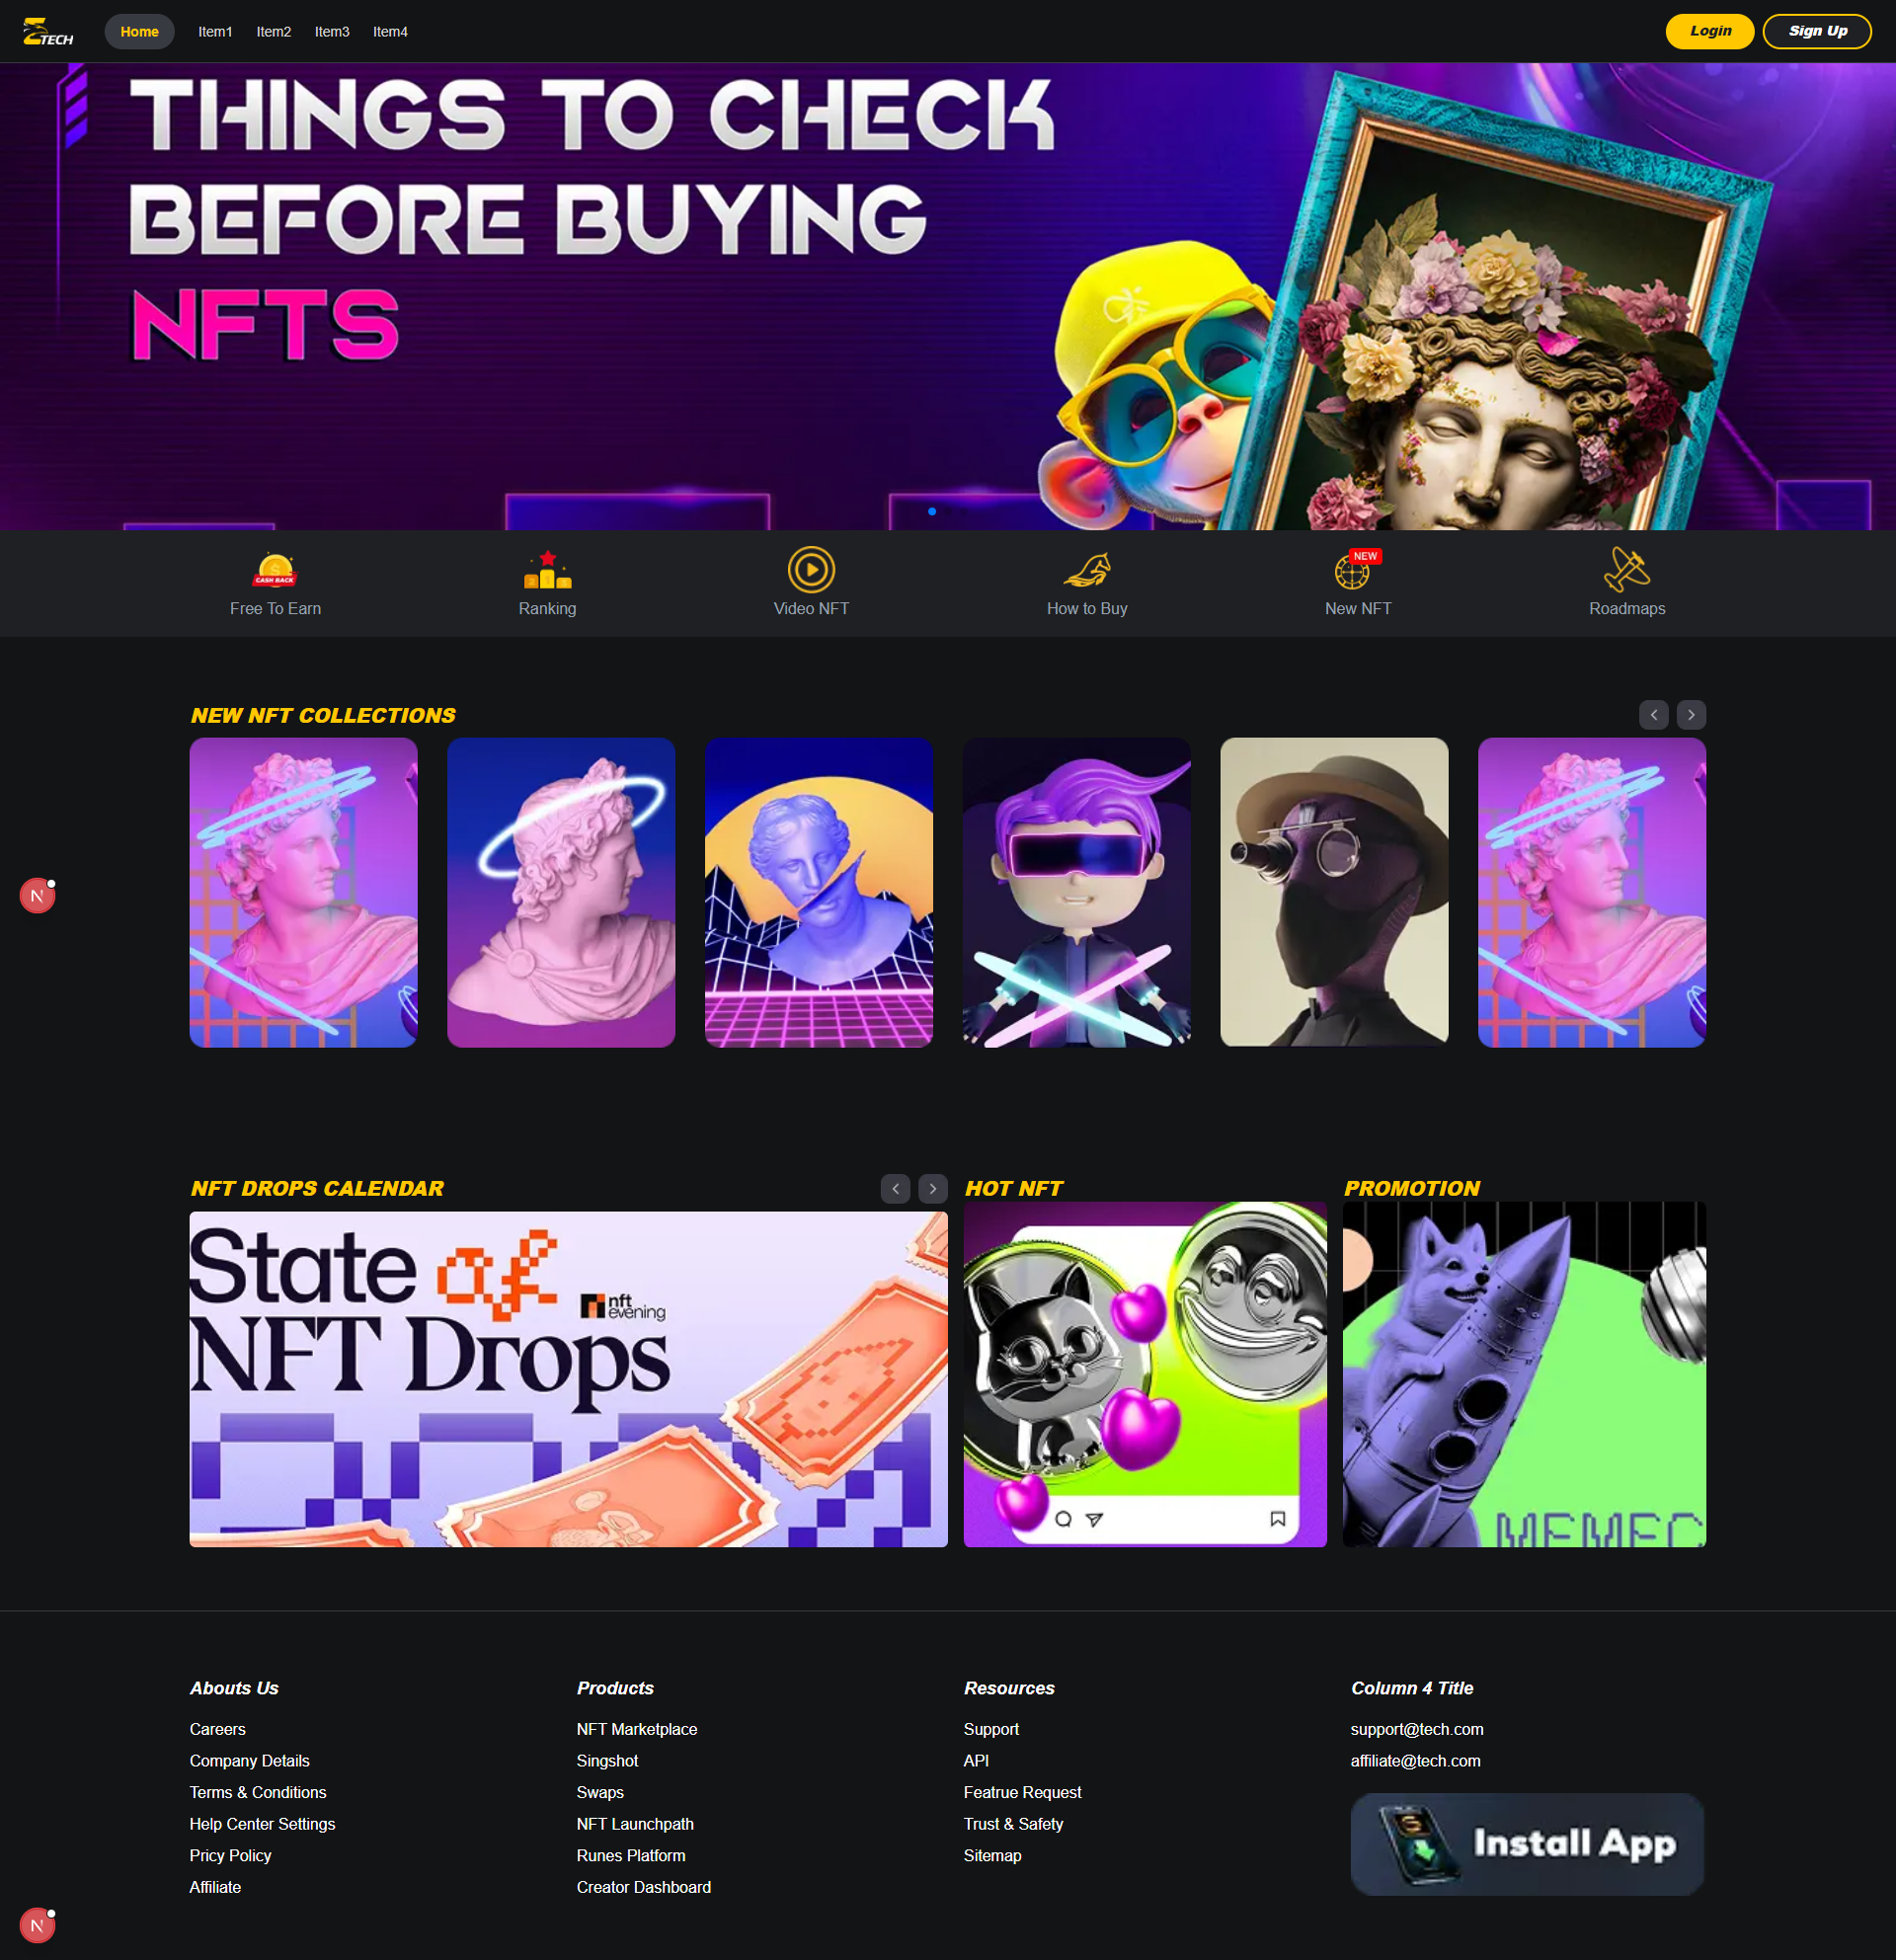 TECH
Home
Item1
Item2
Item3
Item4
Login
Sign Up
THINGS TO CHECK
BEFORE BUYING
NFTS
CASH BACK
Free To Earn
Ranking
Video NFT
How to Buy
NEW
New NFT
Roadmaps
NEW NFT COLLECTIONS
N
NFT DROPS CALENDAR
HOT NFT
PROMOTION
State of
nft
evening
NFT Drops
MEMEC
Abouts Us
Careers
Company Details
Terms & Conditions
Help Center Settings
Pricy Policy
Affiliate
Products
NFT Marketplace
Singshot
Swaps
NFT Launchpath
Runes Platform
Creator Dashboard
Resources
Support
API
Featrue Request
Trust & Safety
Sitemap
Column 4 Title
support@tech.com
affiliate@tech.com
Install App
N